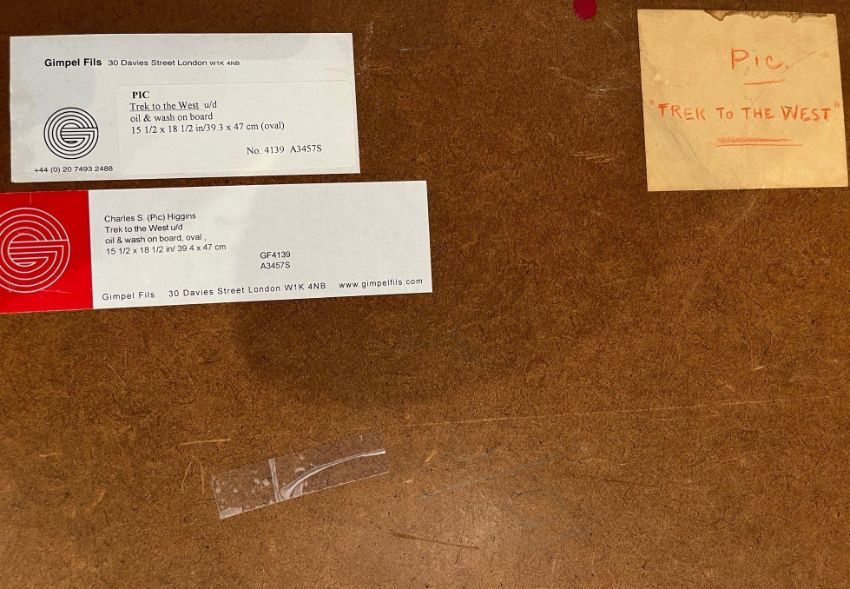 Gimpel Fils 30 Davies Street London W1K 4NB
PIC
Trek to the West u/d
oil & wash on board
15 1/2 x 18 1/2 in/39.3 x 47 cm (oval)
No. 4139 A3457S
+44 (0) 20 7493 2488
Charles S. (Pic) Higgins
Trek to the West u/d
oil & wash on board, oval ,
15 1/2 x 18 1/2 in/ 39.4 x 47 cm
GF4139
A3457S
Gimpel Fils 30 Davies Street London W1K 4NB www.gimpelfils.com
Pic.
"TREK TO THE WEST"